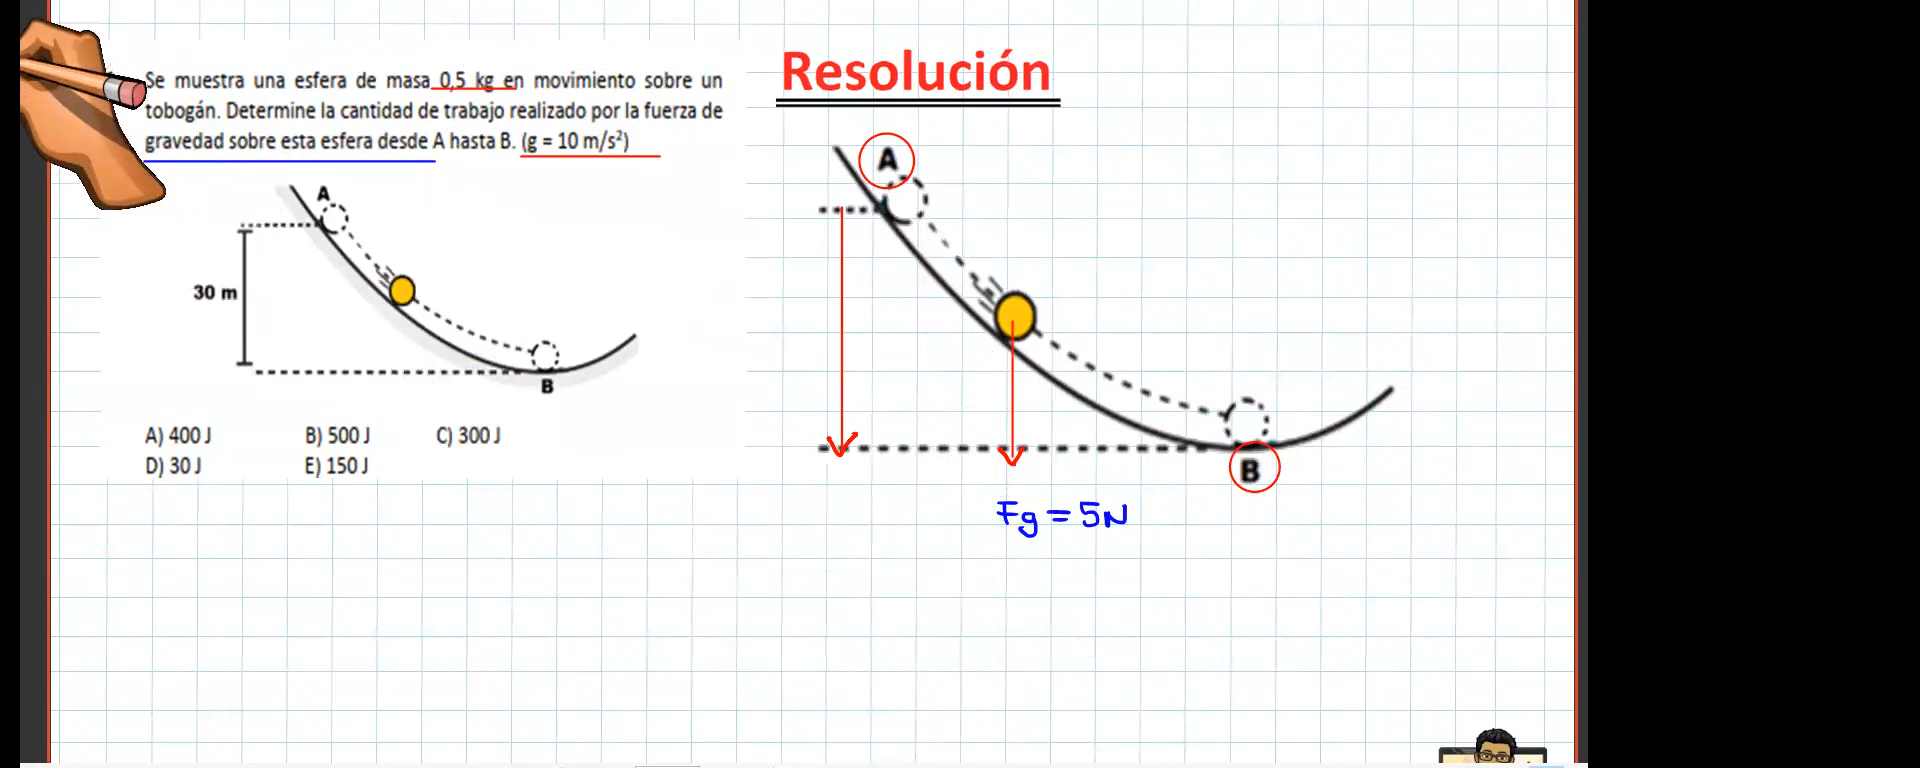 Se muestra una esfera de masa 0,5 kg en movimiento sobre un
tobogán. Determine la cantidad de trabajo realizado por la fuerza de
gravedad sobre esta esfera desde A hasta B. (g = 10 m/s²)
A
30 m
B
A) 400 J B) 500 J C) 300 J
D) 30 J E) 150 J
Resolución
A
B
Fg = 5N